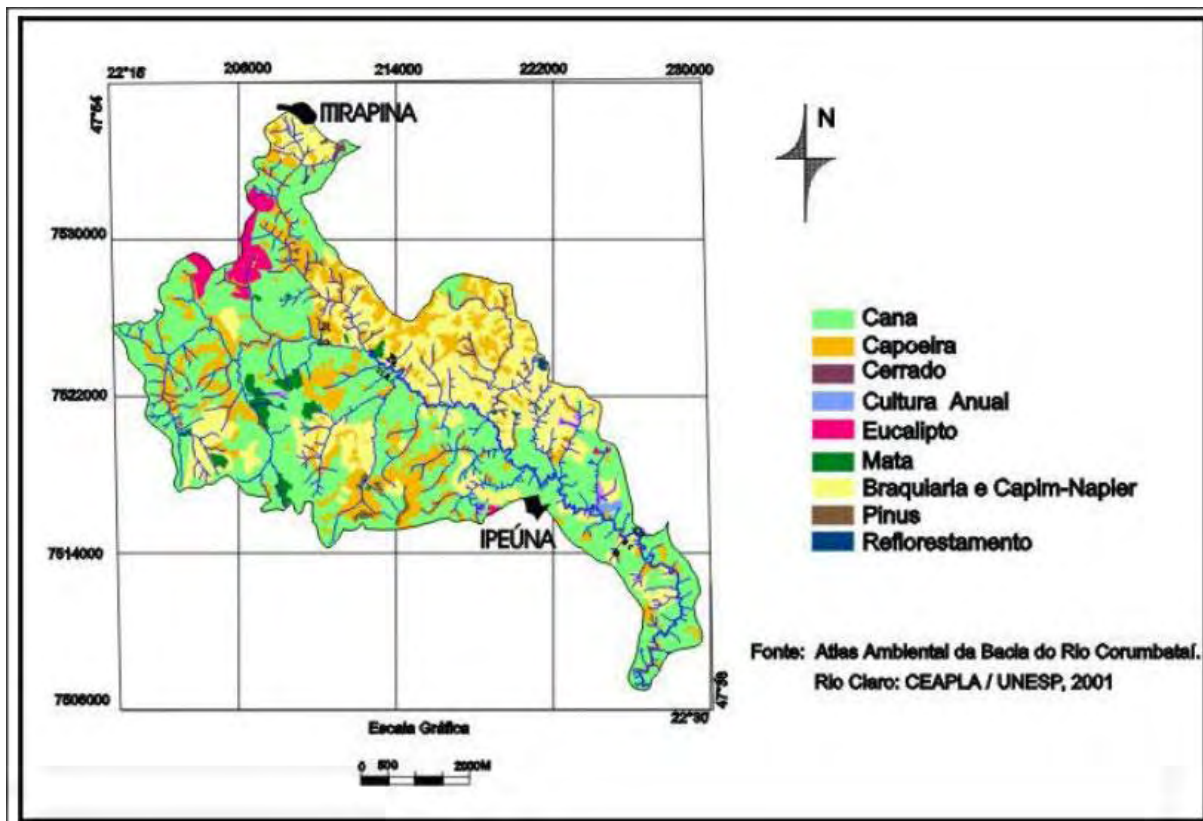 22°15' 206000 214000 222000 230000
47°54'
ITIRAPINA
N
7530000
Cana
Capoeira
Cerrado
Cultura Anual
Eucalipto
Mata
Braquiaria e Capim-Napier
Pinus
Reflorestamento
7522000
IPEÚNA
7514000
Fonte: Atlas Ambiental da Bacia do Rio Corumbataí.
Rio Claro: CEAPLA / UNESP, 2001
7506000
47°38'
22°30'
Escala Gráfica
0 500 2000M